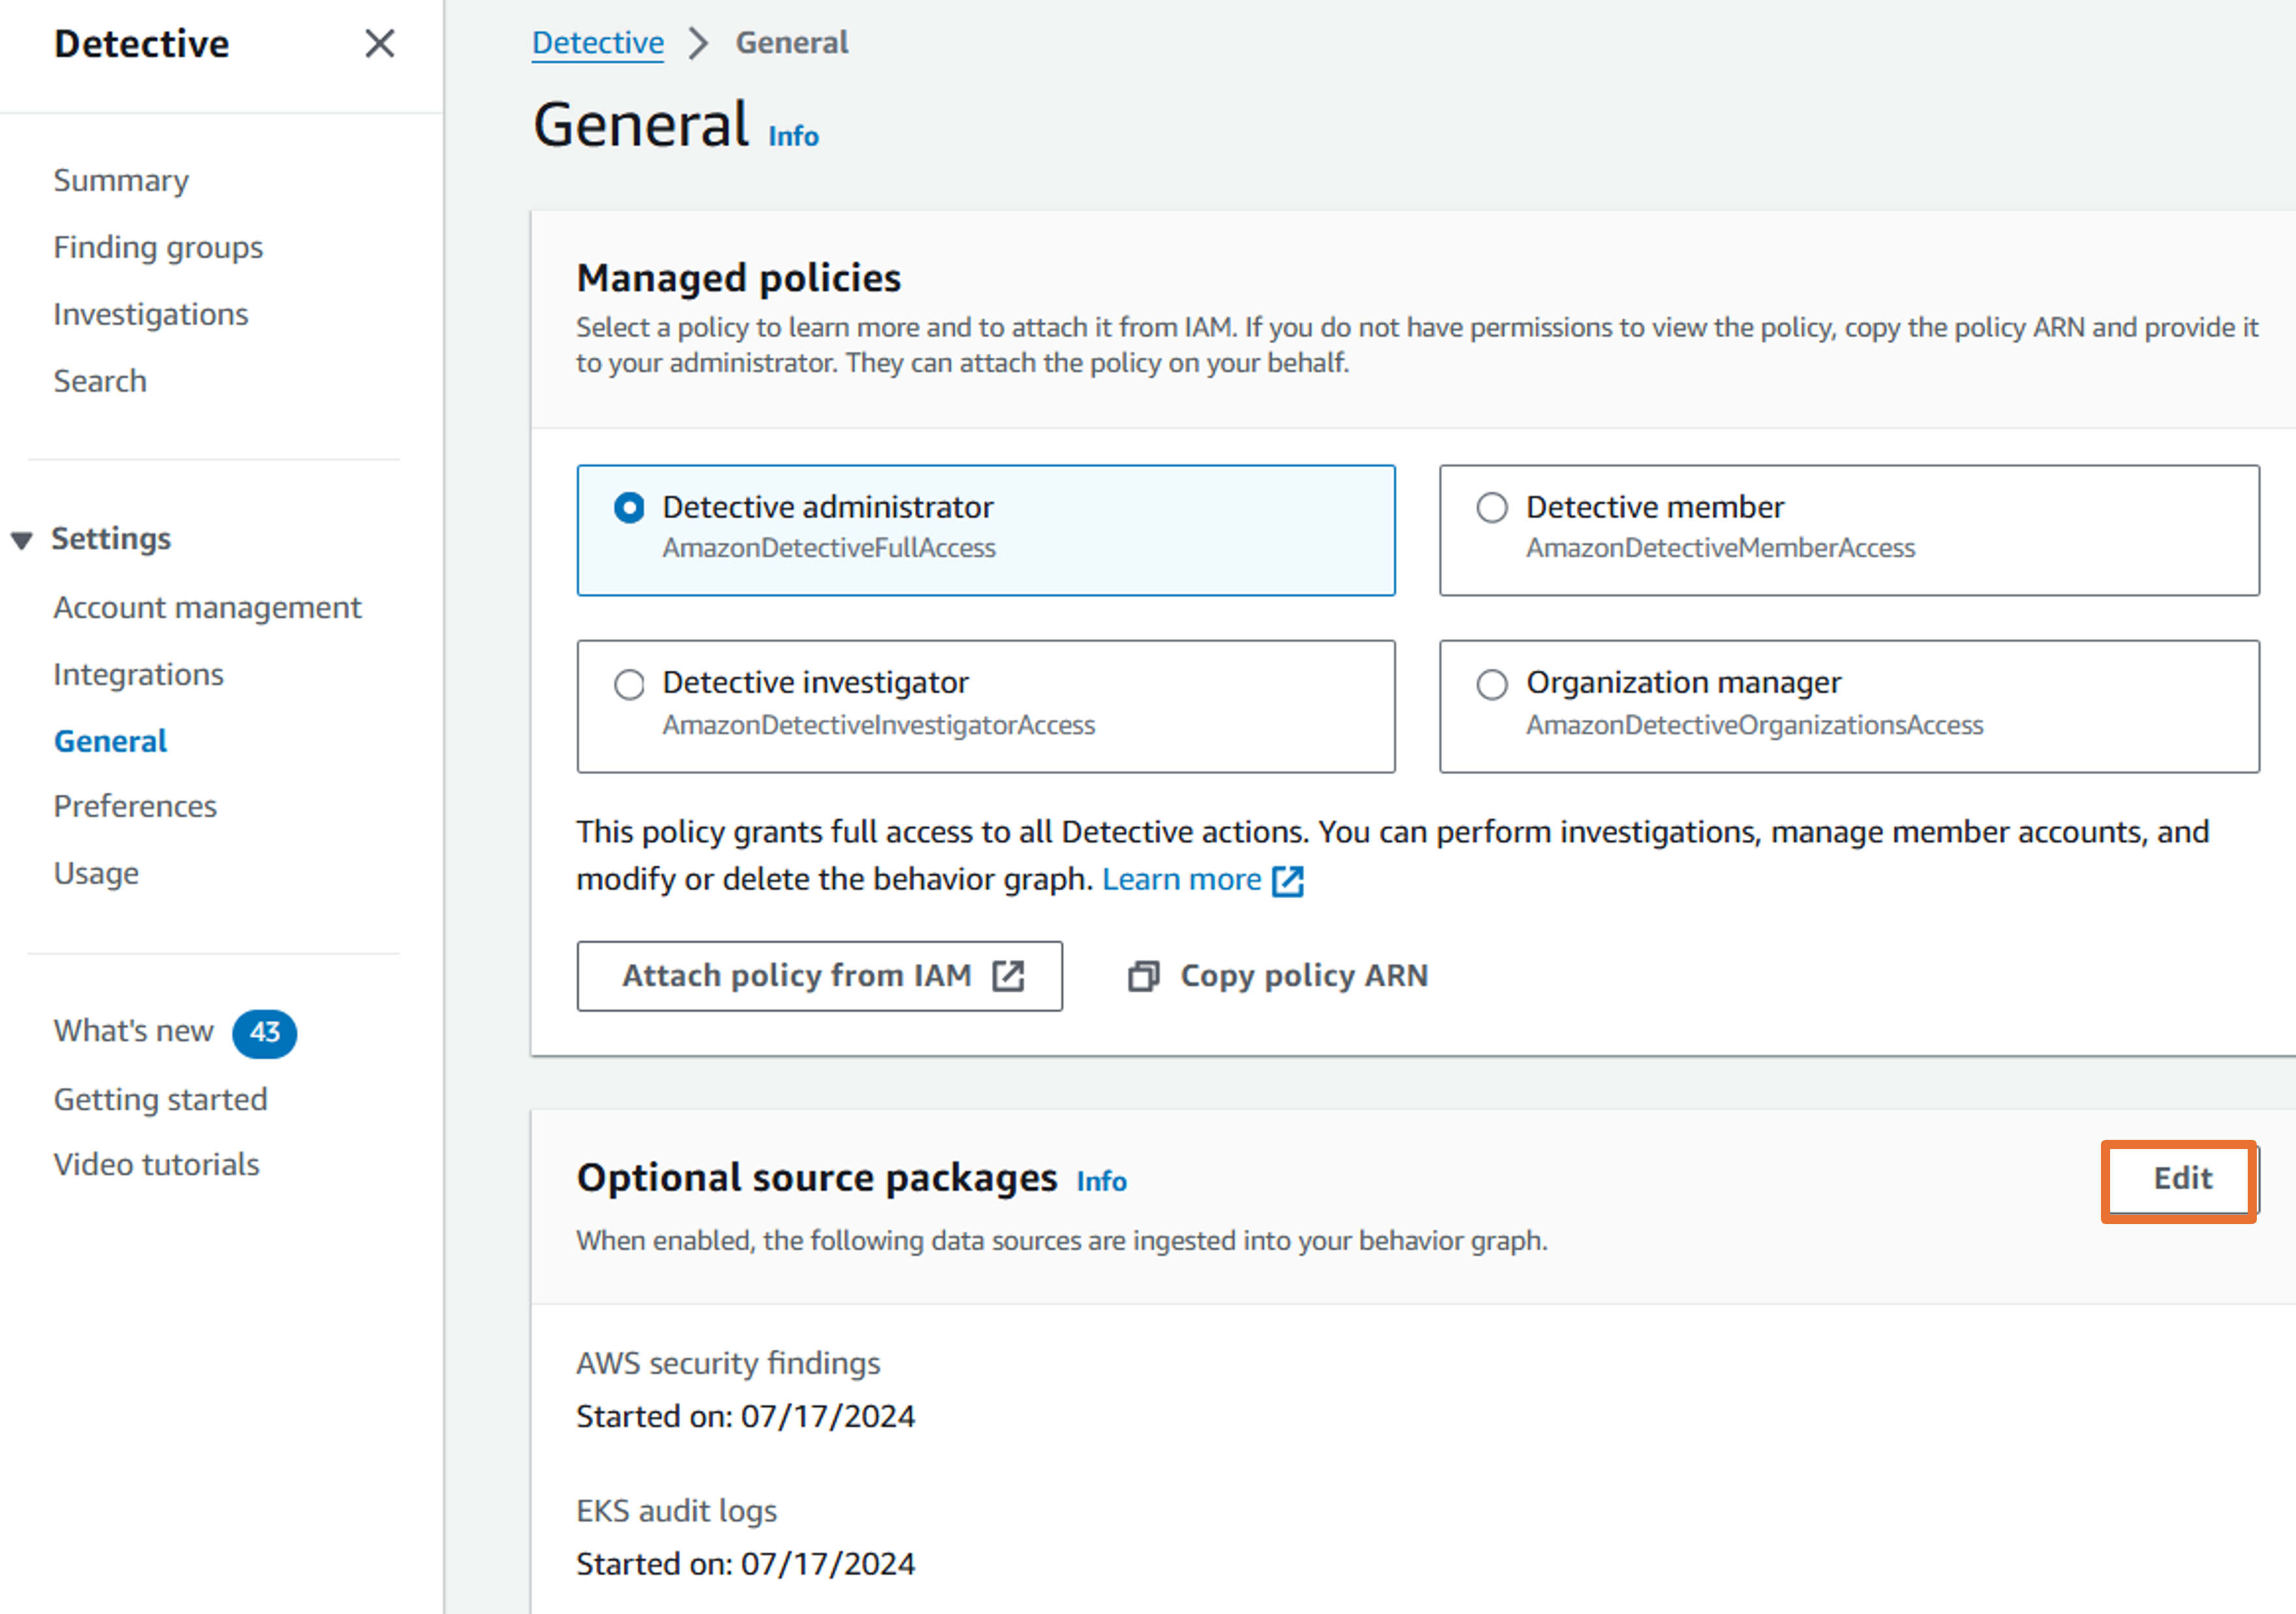 Detective
Summary
Finding groups
Investigations
Search
Settings
Account management
Integrations
General
Preferences
Usage
What's new 43
Getting started
Video tutorials
Detective General
General Info
Managed policies
Select a policy to learn more and to attach it from IAM. If you do not have permissions to view the policy, copy the policy ARN and provide it
to your administrator. They can attach the policy on your behalf.
Detective administrator
AmazonDetectiveFullAccess
Detective member
AmazonDetectiveMemberAccess
Detective investigator
AmazonDetectiveInvestigatorAccess
Organization manager
AmazonDetectiveOrganizationsAccess
This policy grants full access to all Detective actions. You can perform investigations, manage member accounts, and
modify or delete the behavior graph. Learn more
Attach policy from IAM Copy policy ARN
Optional source packages Info
Edit
When enabled, the following data sources are ingested into your behavior graph.
AWS security findings
Started on: 07/17/2024
EKS audit logs
Started on: 07/17/2024